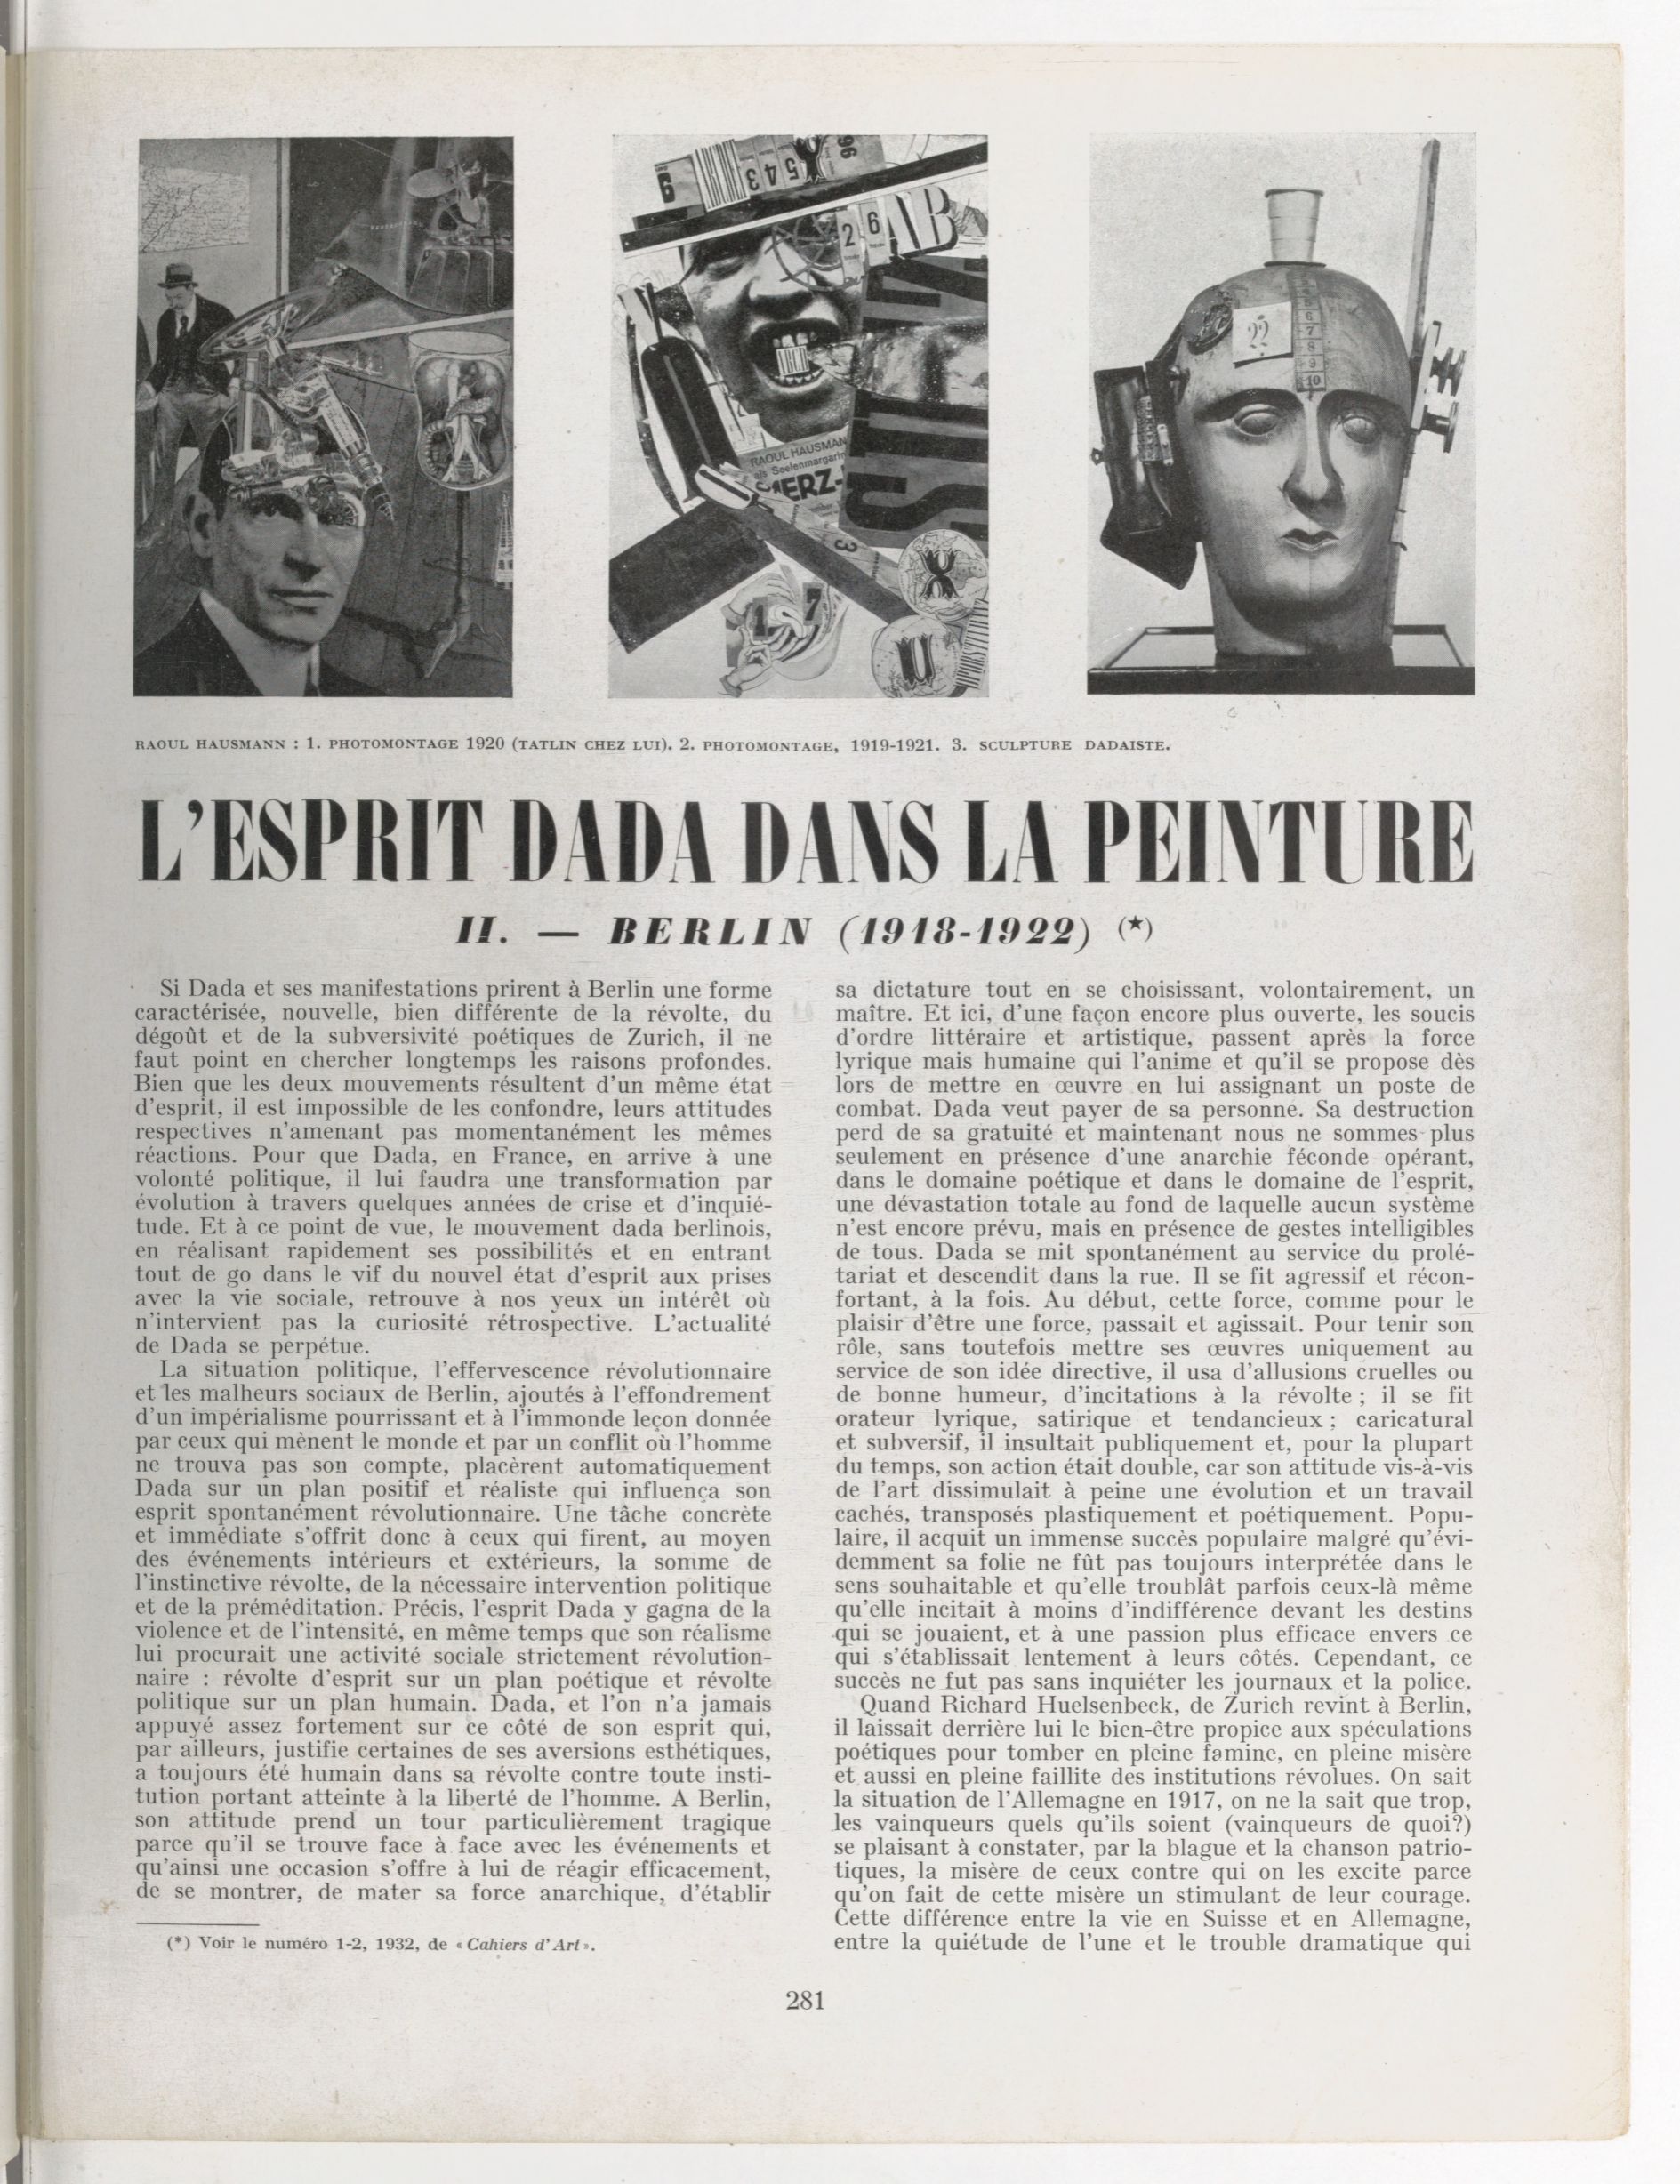 6
543
96
2 6
AB
ABCD
RAOUL HAUSMAN
als Seelenmargarin
MERZ-
3
X
17
U
22
6
7
8
9
10
RAOUL HAUSMANN : 1. PHOTOMONTAGE 1920 (TATLIN CHEZ LUI). 2. PHOTOMONTAGE, 1919-1921. 3. SCULPTURE DADAISTE.
L'ESPRIT DADA DANS LA PEINTURE
II. — BERLIN (1918-1922) (★)
Si Dada et ses manifestations prirent à Berlin une forme
caractérisée, nouvelle, bien différente de la révolte, du
dégoût et de la subversivité poétiques de Zurich, il ne
faut point en chercher longtemps les raisons profondes.
Bien que les deux mouvements résultent d'un même état
d'esprit, il est impossible de les confondre, leurs attitudes
respectives n'amenant pas momentanément les mêmes
réactions. Pour que Dada, en France, en arrive à une
volonté politique, il lui faudra une transformation par
évolution à travers quelques années de crise et d'inquié-
tude. Et à ce point de vue, le mouvement dada berlinois,
en réalisant rapidement ses possibilités et en entrant
tout de go dans le vif du nouvel état d'esprit aux prises
avec la vie sociale, retrouve à nos yeux un intérêt où
n'intervient pas la curiosité rétrospective. L'actualité
de Dada se perpétue.
La situation politique, l'effervescence révolutionnaire
et les malheurs sociaux de Berlin, ajoutés à l'effondrement
d'un impérialisme pourrissant et à l'immonde leçon donnée
par ceux qui mènent le monde et par un conflit où l'homme
ne trouva pas son compte, placèrent automatiquement
Dada sur un plan positif et réaliste qui influença son
esprit spontanément révolutionnaire. Une tâche concrète
et immédiate s'offrit donc à ceux qui firent, au moyen
des événements intérieurs et extérieurs, la somme de
l'instinctive révolte, de la nécessaire intervention politique
et de la préméditation. Précis, l'esprit Dada y gagna de la
violence et de l'intensité, en même temps que son réalisme
lui procurait une activité sociale strictement révolution-
naire : révolte d'esprit sur un plan poétique et révolte
politique sur un plan humain. Dada, et l'on n'a jamais
appuyé assez fortement sur ce côté de son esprit qui,
par ailleurs, justifie certaines de ses aversions esthétiques,
a toujours été humain dans sa révolte contre toute insti-
tution portant atteinte à la liberté de l'homme. A Berlin,
son attitude prend un tour particulièrement tragique
parce qu'il se trouve face à face avec les événements et
qu'ainsi une occasion s'offre à lui de réagir efficacement,
de se montrer, de mater sa force anarchique, d'établir
(*) Voir le numéro 1-2, 1932, de « Cahiers d'Art ».
sa dictature tout en se choisissant, volontairement, un
maître. Et ici, d'une façon encore plus ouverte, les soucis
d'ordre littéraire et artistique, passent après la force
lyrique mais humaine qui l'anime et qu'il se propose dès
lors de mettre en œuvre en lui assignant un poste de
combat. Dada veut payer de sa personne. Sa destruction
perd de sa gratuité et maintenant nous ne sommes plus
seulement en présence d'une anarchie féconde opérant,
dans le domaine poétique et dans le domaine de l'esprit,
une dévastation totale au fond de laquelle aucun système
n'est encore prévu, mais en présence de gestes intelligibles
de tous. Dada se mit spontanément au service du prolé-
tariat et descendit dans la rue. Il se fit agressif et récon-
fortant, à la fois. Au début, cette force, comme pour le
plaisir d'être une force, passait et agissait. Pour tenir son
rôle, sans toutefois mettre ses œuvres uniquement au
service de son idée directive, il usa d'allusions cruelles ou
de bonne humeur, d'incitations à la révolte ; il se fit
orateur lyrique, satirique et tendancieux ; caricatural
et subversif, il insultait publiquement et, pour la plupart
du temps, son action était double, car son attitude vis-à-vis
de l'art dissimulait à peine une évolution et un travail
cachés, transposés plastiquement et poétiquement. Popu-
laire, il acquit un immense succès populaire malgré qu'évi-
demment sa folie ne fût pas toujours interprétée dans le
sens souhaitable et qu'elle troublât parfois ceux-là même
qu'elle incitait à moins d'indifférence devant les destins
qui se jouaient, et à une passion plus efficace envers ce
qui s'établissait lentement à leurs côtés. Cependant, ce
succès ne fut pas sans inquiéter les journaux et la police.
Quand Richard Huelsenbeck, de Zurich revint à Berlin,
il laissait derrière lui le bien-être propice aux spéculations
poétiques pour tomber en pleine famine, en pleine misère
et aussi en pleine faillite des institutions révolues. On sait
la situation de l'Allemagne en 1917, on ne la sait que trop,
les vainqueurs quels qu'ils soient (vainqueurs de quoi?)
se plaisant à constater, par la blague et la chanson patrio-
tiques, la misère de ceux contre qui on les excite parce
qu'on fait de cette misère un stimulant de leur courage.
Cette différence entre la vie en Suisse et en Allemagne,
entre la quiétude de l'une et le trouble dramatique qui
281